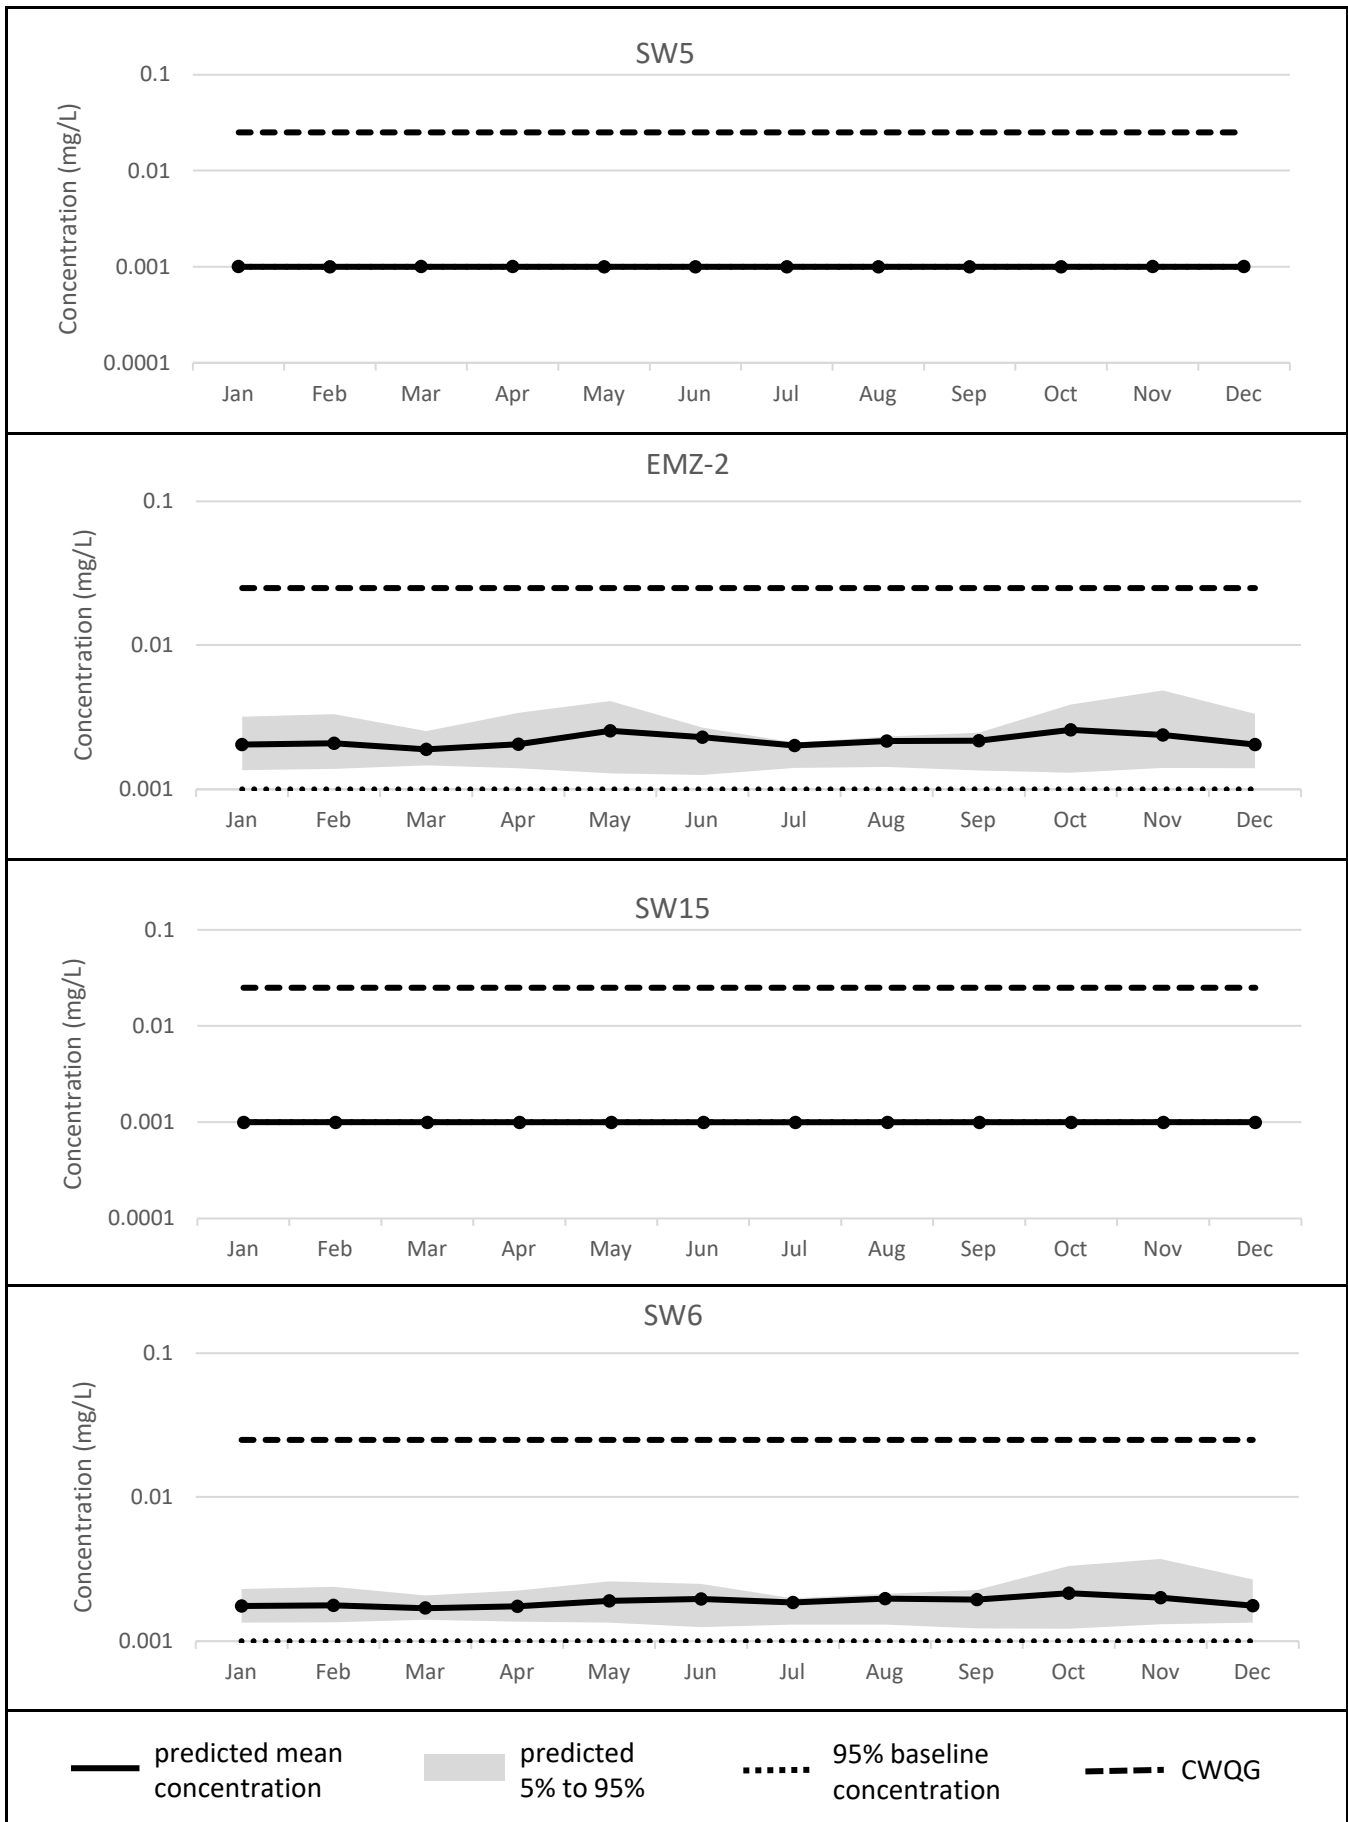 SW5
Concentration (mg/L)
0.1
0.01
0.001
0.0001
Jan Feb Mar Apr May Jun Jul Aug Sep Oct Nov Dec
EMZ-2
Concentration (mg/L)
0.1
0.01
0.001
Jan Feb Mar Apr May Jun Jul Aug Sep Oct Nov Dec
SW15
Concentration (mg/L)
0.1
0.01
0.001
0.0001
Jan Feb Mar Apr May Jun Jul Aug Sep Oct Nov Dec
SW6
Concentration (mg/L)
0.1
0.01
0.001
Jan Feb Mar Apr May Jun Jul Aug Sep Oct Nov Dec
predicted mean
concentration
predicted
5% to 95%
95% baseline
concentration
CWQG